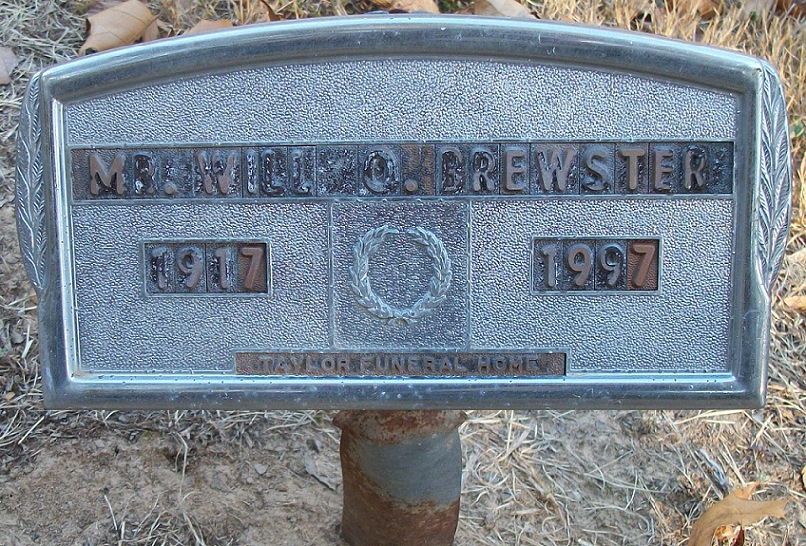 MR. WILL O. BREWSTER
1917 1997
TAYLOR FUNERAL HOME